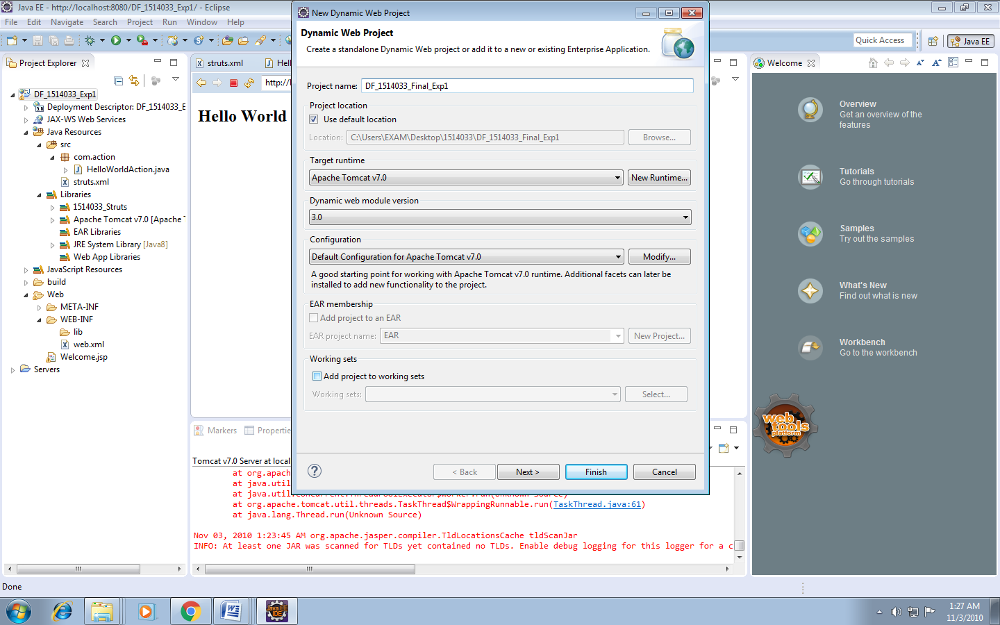 Java EE - http://localhost:8080/DF_1514033_Exp1/ - Eclipse
File Edit Navigate Search Project Run Window Help
Quick Access
Java EE
Project Explorer
DF_1514033_Exp1
Deployment Descriptor: DF_1514033_E
JAX-WS Web Services
Java Resources
src
com.action
HelloWorldAction.java
struts.xml
Libraries
1514033_Struts
Apache Tomcat v7.0 [Apache T
EAR Libraries
JRE System Library [Java8]
Web App Libraries
JavaScript Resources
build
Web
META-INF
WEB-INF
lib
web.xml
Welcome.jsp
Servers
struts.xml
Hell
http://l
Hello World
New Dynamic Web Project
Dynamic Web Project
Create a standalone Dynamic Web project or add it to a new or existing Enterprise Application.
Project name: DF_1514033_Final_Exp1
Project location
Use default location
Location: C:\Users\EXAM\Desktop\1514033\DF_1514033_Final_Exp1 Browse...
Target runtime
Apache Tomcat v7.0 New Runtime...
Dynamic web module version
3.0
Configuration
Default Configuration for Apache Tomcat v7.0 Modify...
A good starting point for working with Apache Tomcat v7.0 runtime. Additional facets can later be
installed to add new functionality to the project.
EAR membership
Add project to an EAR
EAR project name: EAR New Project...
Working sets
Add project to working sets
Working sets: Select...
? < Back Next > Finish Cancel
Markers Propertie
Tomcat v7.0 Server at local
at org.apach
at java.util
at java.util.concurrent.ThreadPoolExecutor$Worker.run(Unknown Source)
at org.apache.tomcat.util.threads.TaskThread$WrappingRunnable.run(TaskThread.java:61)
at java.lang.Thread.run(Unknown Source)
Nov 03, 2010 1:23:45 AM org.apache.jasper.compiler.TldLocationsCache tldScanJar
INFO: At least one JAR was scanned for TLDs yet contained no TLDs. Enable debug logging for this logger for a c
Welcome
Overview
Get an overview of the
features
Tutorials
Go through tutorials
Samples
Try out the samples
What's New
Find out what is new
Workbench
Go to the workbench
web
tools
platform
Done
Java EE
IDE
1:27 AM
11/3/2010